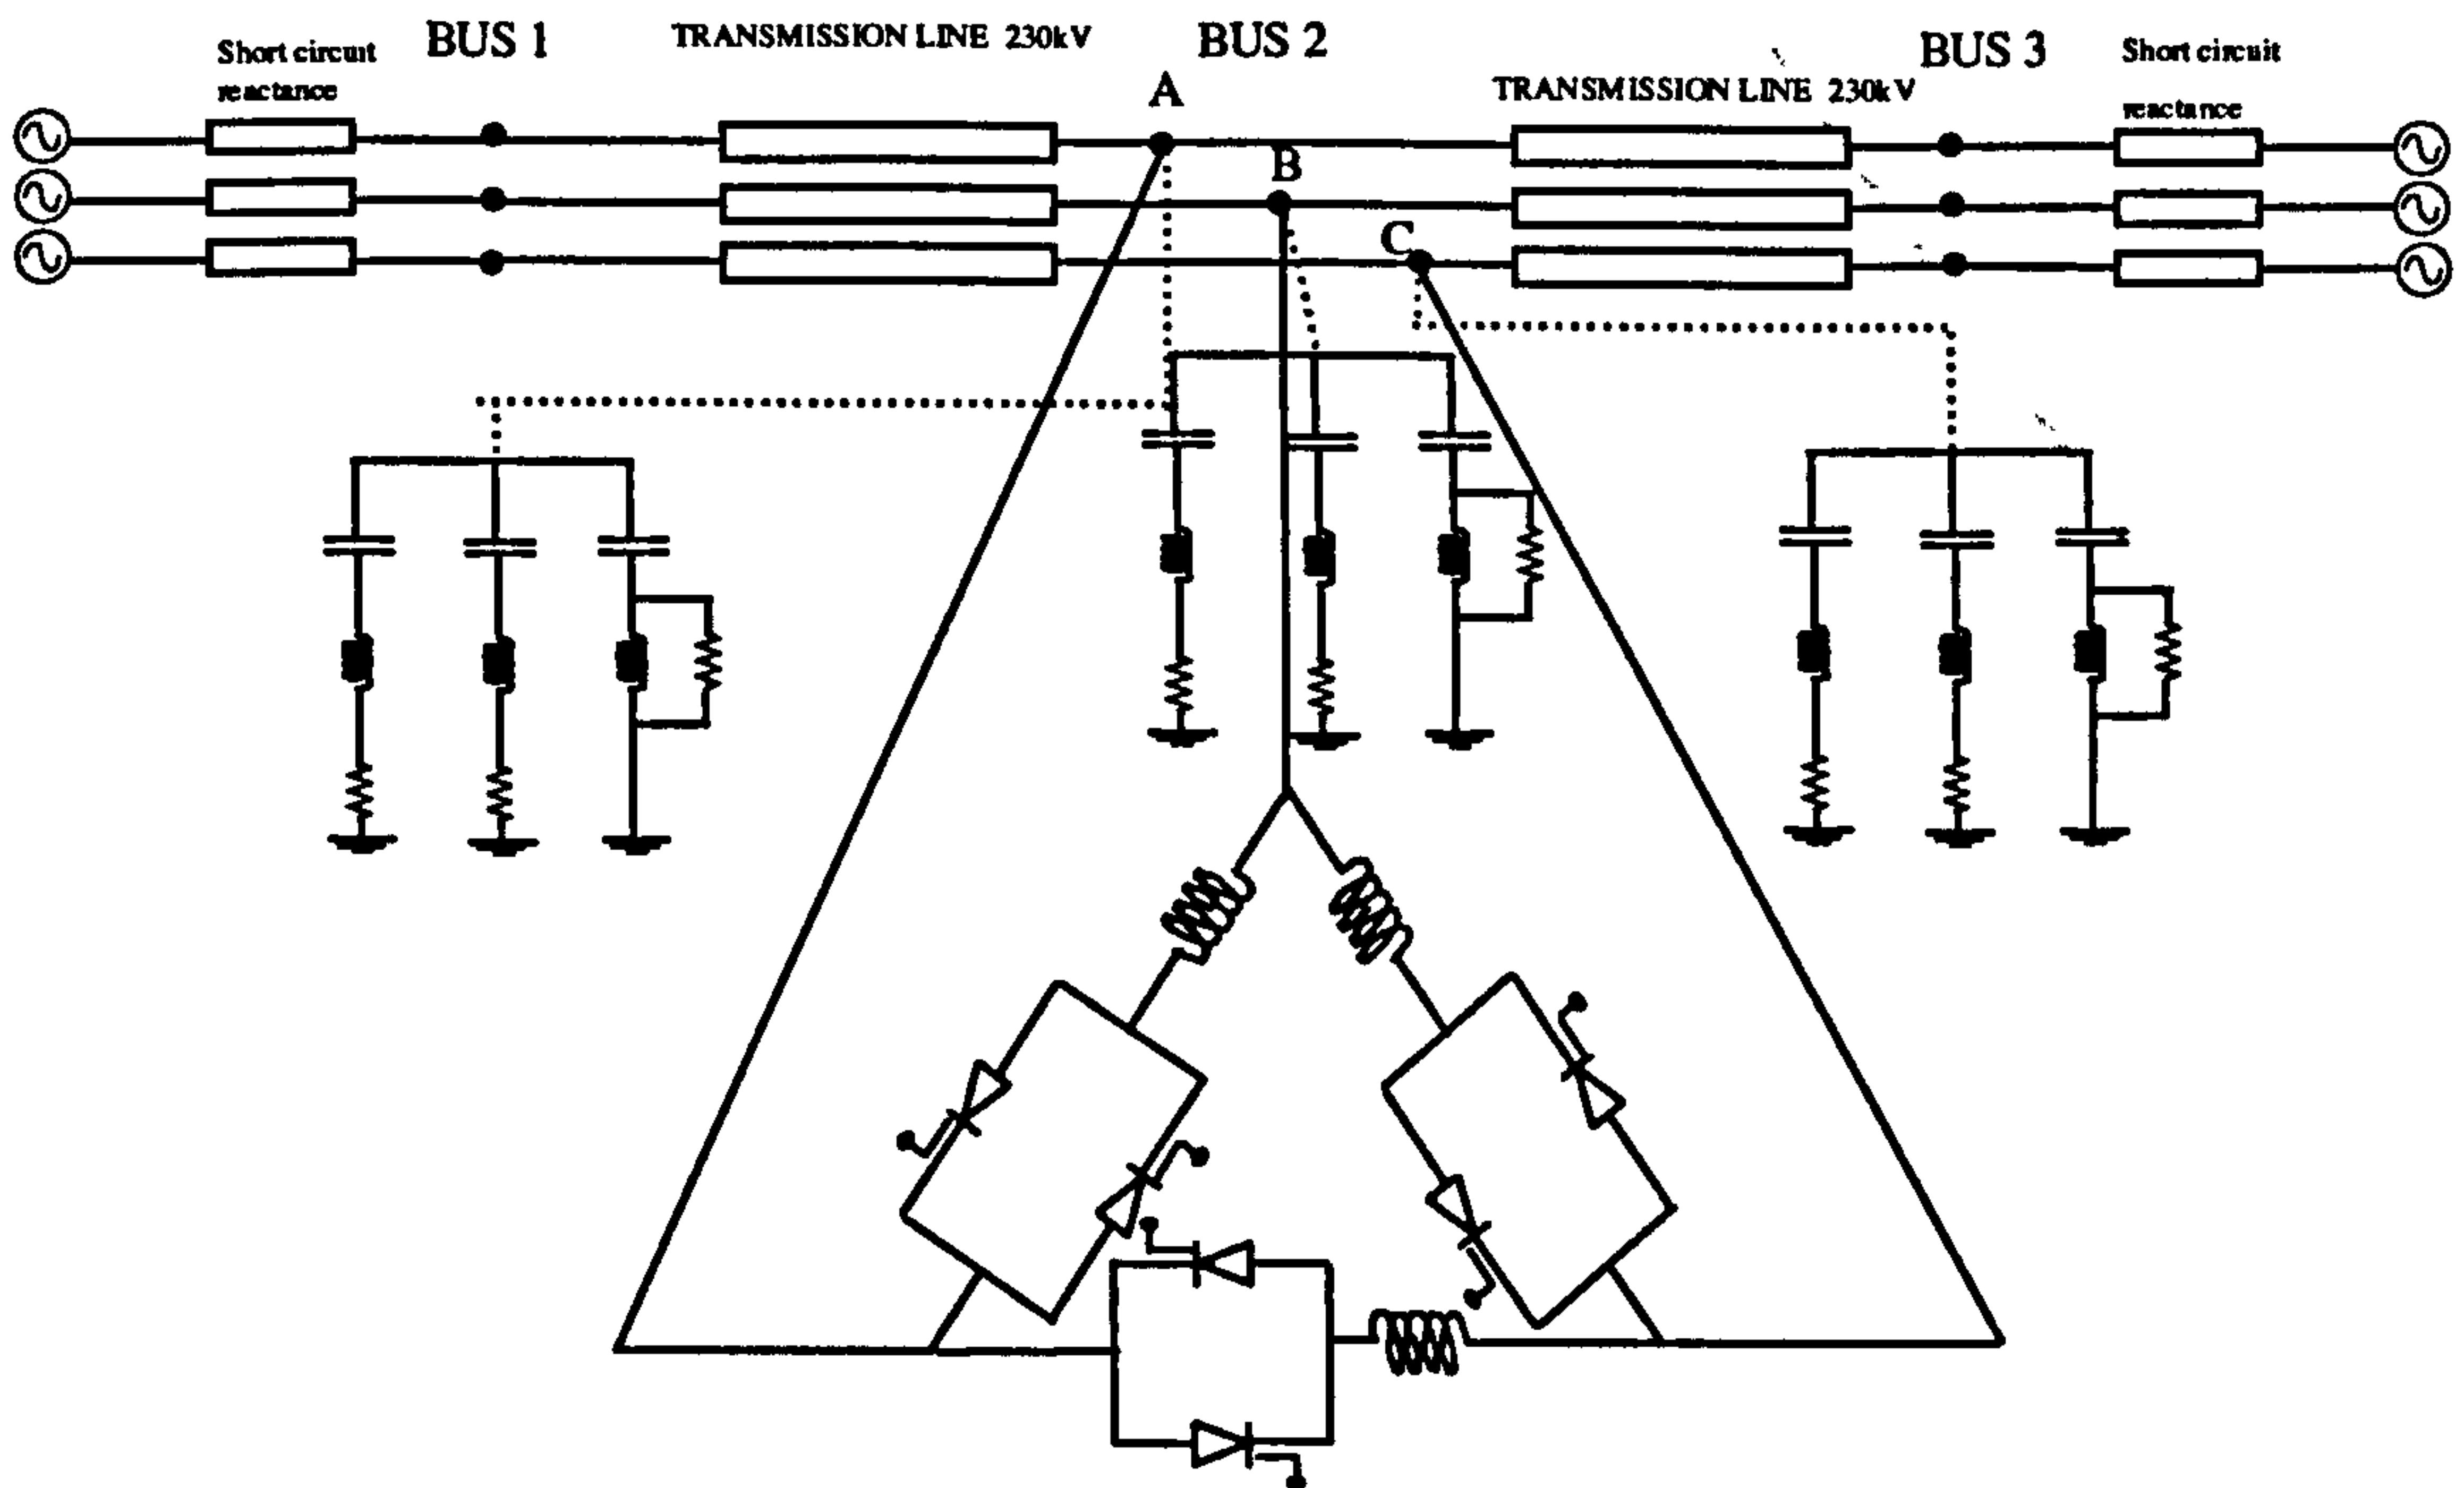 Short circuit
reactance
BUS 1
TRANSMISSION LINE 230kV
BUS 2
A
B
C
TRANSMISSION LINE 230kV
BUS 3
Short circuit
reactance